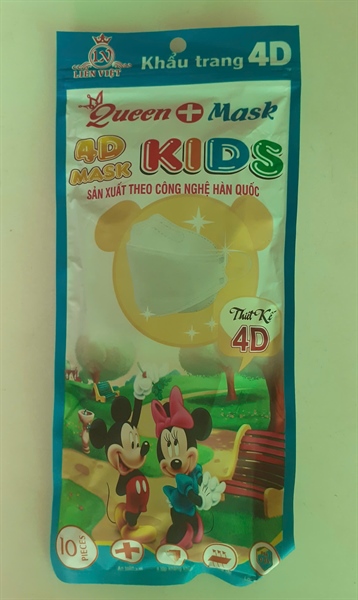 LV
LIÊN VIỆT
Khẩu trang 4D
Queen Mask
4D
MASK
KIDS
SẢN XUẤT THEO CÔNG NGHỆ HÀN QUỐC
Thiết Kế
4D
10
PIECES